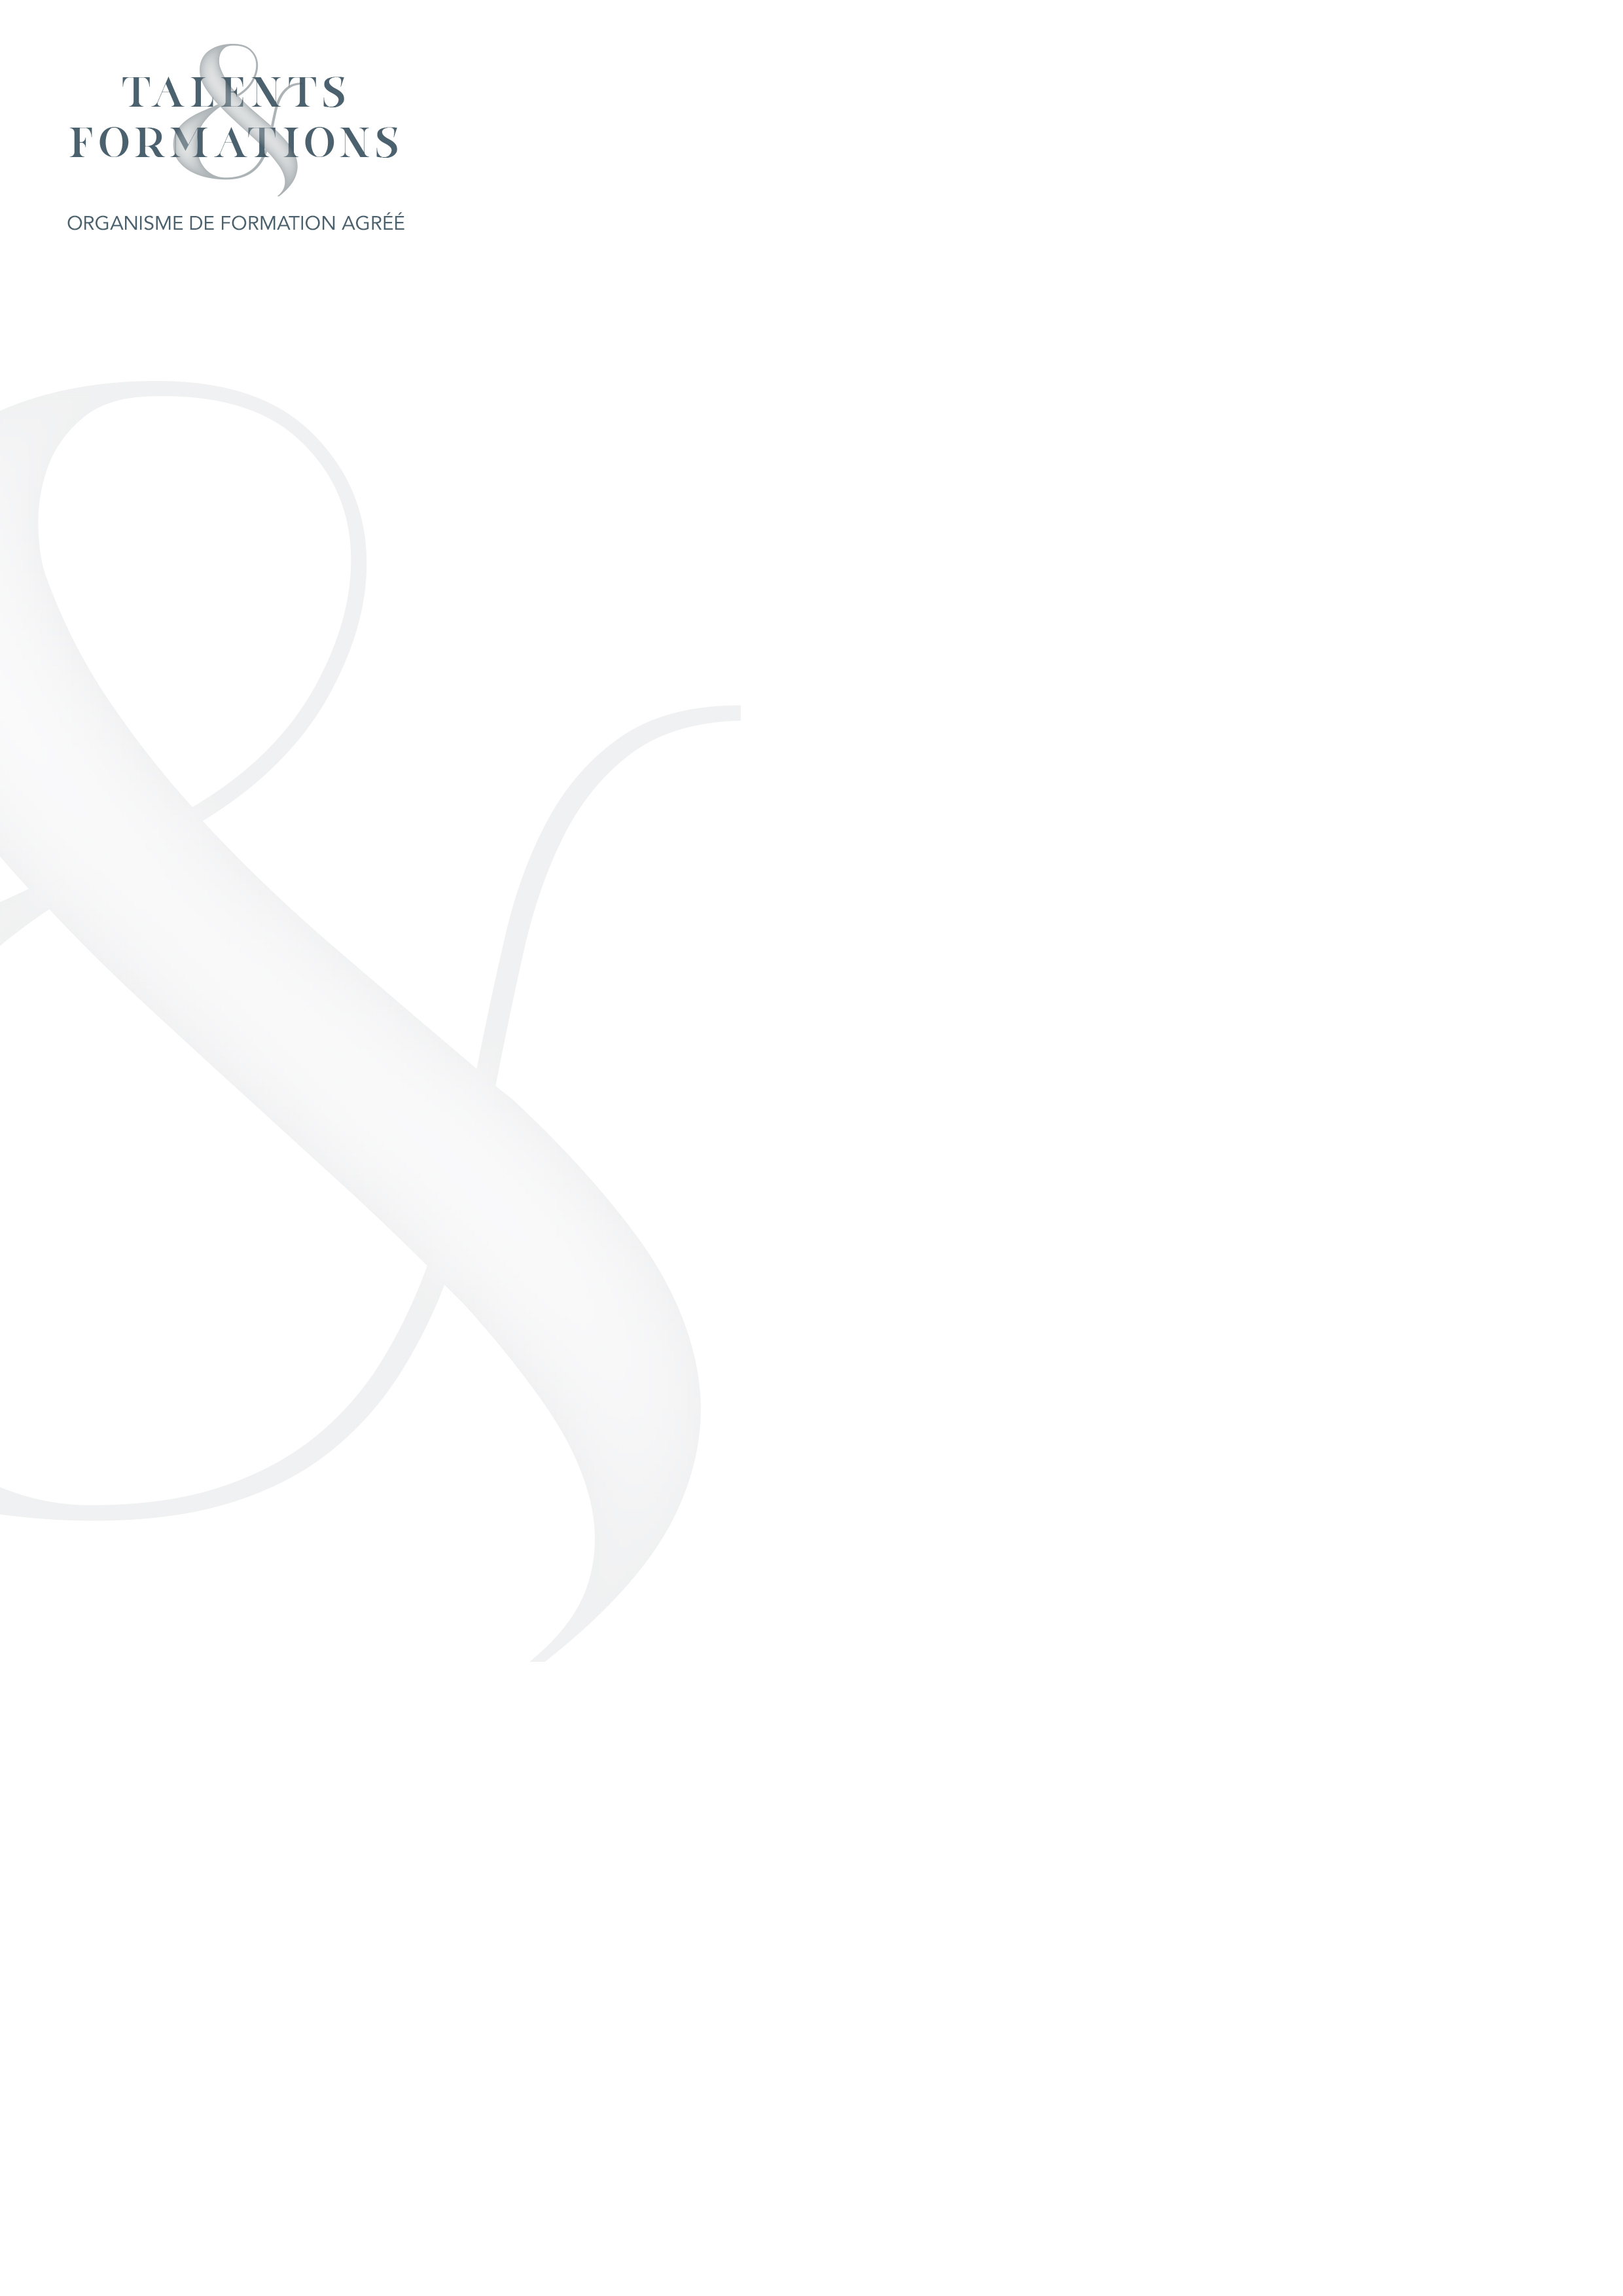 TALENTS
&
FORMATIONS
ORGANISME DE FORMATION AGRÉÉ